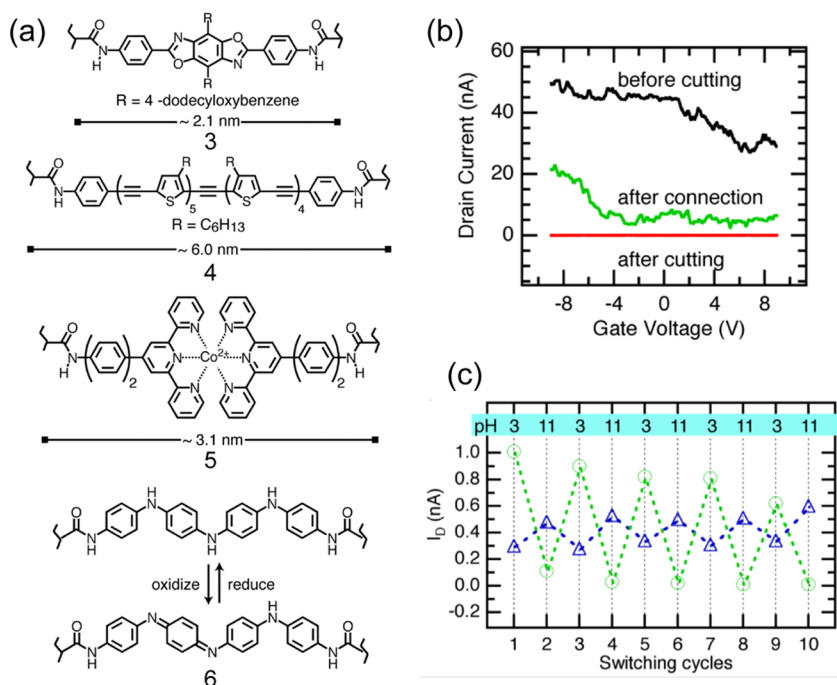 (a)
R
O
N
H
N
O
O
N
N
H
O
R
R = 4 -dodecyloxybenzene
~ 2.1 nm
3
O
N
H
R
S
5
R
S
4
N
H
O
R = C6H13
~ 6.0 nm
4
O
N
H
2
N
N
N
Co2+
N
N
N
2
N
H
O
~ 3.1 nm
5
O
N
H
H
N
N
H
H
N
N
H
O
oxidize
reduce
O
N
H
N
N
H
N
N
H
O
6
(b)
Drain Current (nA)
60
40
20
0
before cutting
after connection
after cutting
-8 -4 0 4 8
Gate Voltage (V)
(c)
pH 3 11 3 11 3 11 3 11 3 11
ID (nA)
1.0
0.8
0.6
0.4
0.2
0.0
-0.2
1 2 3 4 5 6 7 8 9 10
Switching cycles